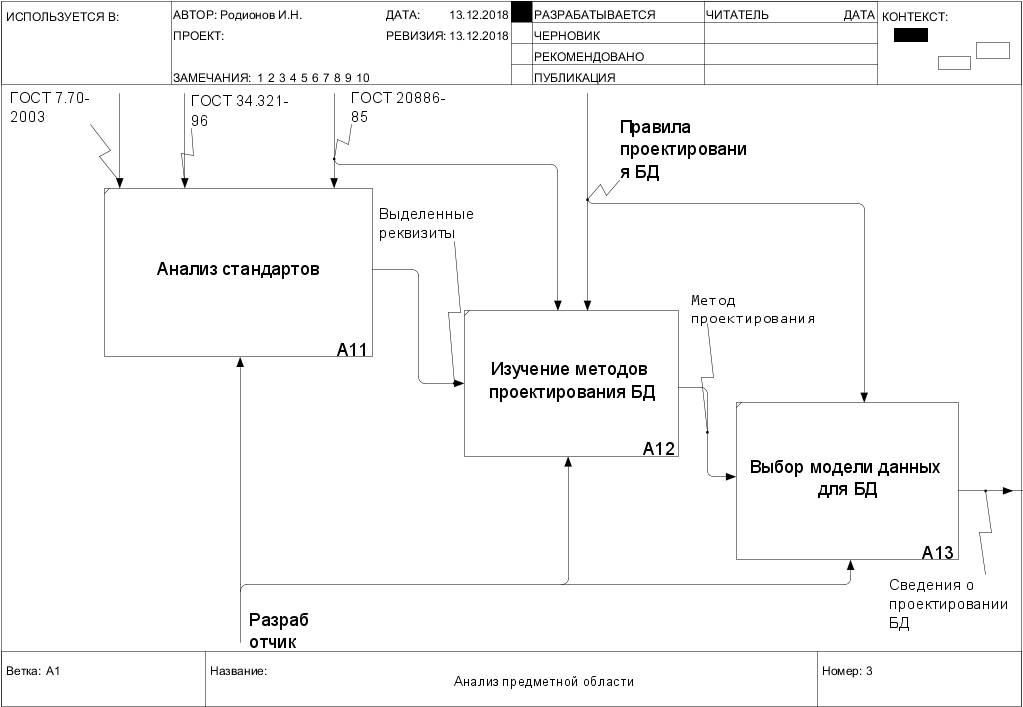 ИСПОЛЬЗУЕТСЯ В:
АВТОР: Родионов И.Н.
ДАТА: 13.12.2018
ПРОЕКТ:
РЕВИЗИЯ: 13.12.2018
ЗАМЕЧАНИЯ: 1 2 3 4 5 6 7 8 9 10
РАЗРАБАТЫВАЕТСЯ
ЧЕРНОВИК
РЕКОМЕНДОВАНО
ПУБЛИКАЦИЯ
ЧИТАТЕЛЬ ДАТА
КОНТЕКСТ:
ГОСТ 7.70-
2003
ГОСТ 34.321-
96
ГОСТ 20886-
85
Правила
проектировани
я БД
Анализ стандартов
A11
Выделенные
реквизиты
Изучение методов
проектирования БД
A12
Метод
проектирования
Выбор модели данных
для БД
A13
Сведения о
проектировании
БД
Разраб
отчик
Ветка: A1
Название:
Анализ предметной области
Номер: 3